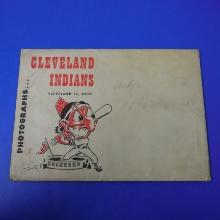 PHOTOGRAPHS...
CLEVELAND
INDIANS
CLEVELAND 14, OHIO